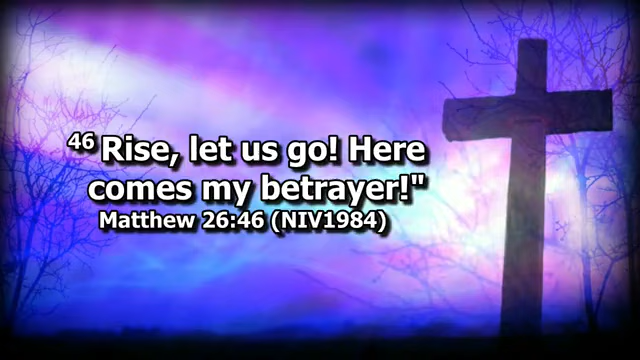 46 Rise, let us go! Here
comes my betrayer!"
Matthew 26:46 (NIV1984)